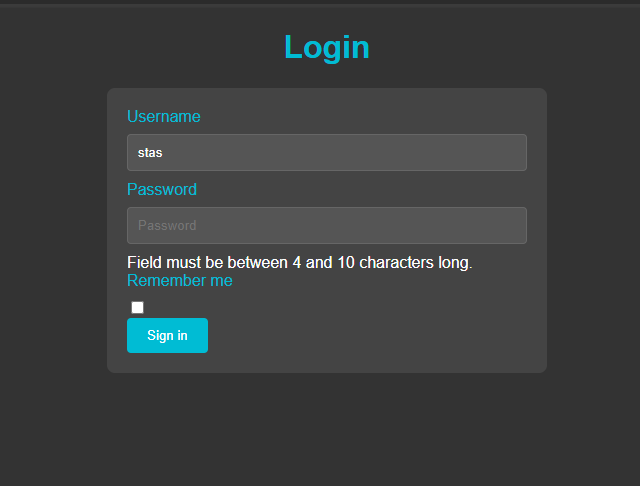 Login
Username
stas
Password
Password
Field must be between 4 and 10 characters long.
Remember me
Sign in